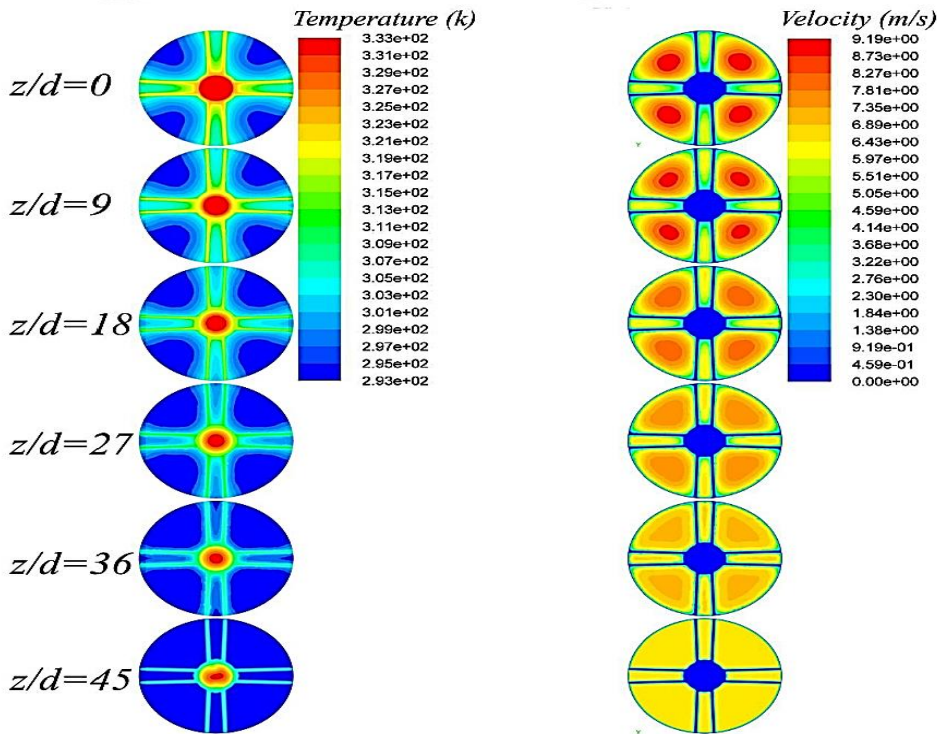 Temperature (k)
3.33e+02
3.31e+02
3.29e+02
3.27e+02
3.25e+02
3.23e+02
3.21e+02
3.19e+02
3.17e+02
3.15e+02
3.13e+02
3.11e+02
3.09e+02
3.07e+02
3.05e+02
3.03e+02
3.01e+02
2.99e+02
2.97e+02
2.95e+02
2.93e+02
Velocity (m/s)
9.19e+00
8.73e+00
8.27e+00
7.81e+00
7.35e+00
6.89e+00
6.43e+00
5.97e+00
5.51e+00
5.05e+00
4.59e+00
4.14e+00
3.68e+00
3.22e+00
2.76e+00
2.30e+00
1.84e+00
1.38e+00
9.19e-01
4.59e-01
0.00e+00
z/d=0
z/d=9
z/d=18
z/d=27
z/d=36
z/d=45